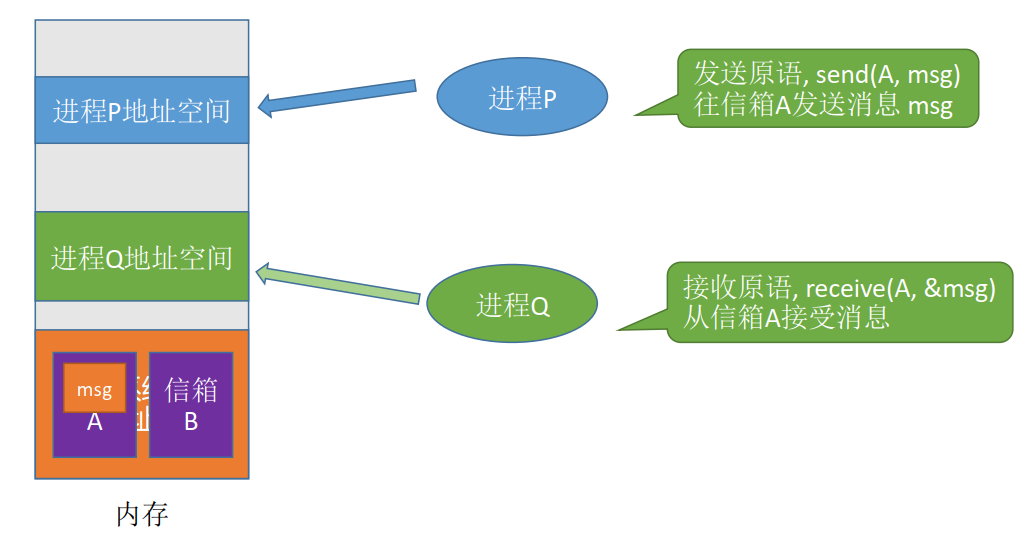 进程P地址空间
进程P
发送原语, send(A, msg)
往信箱A发送消息 msg
进程Q地址空间
进程Q
接收原语, receive(A, &msg)
从信箱A接受消息
msg
A
信箱
B
内存